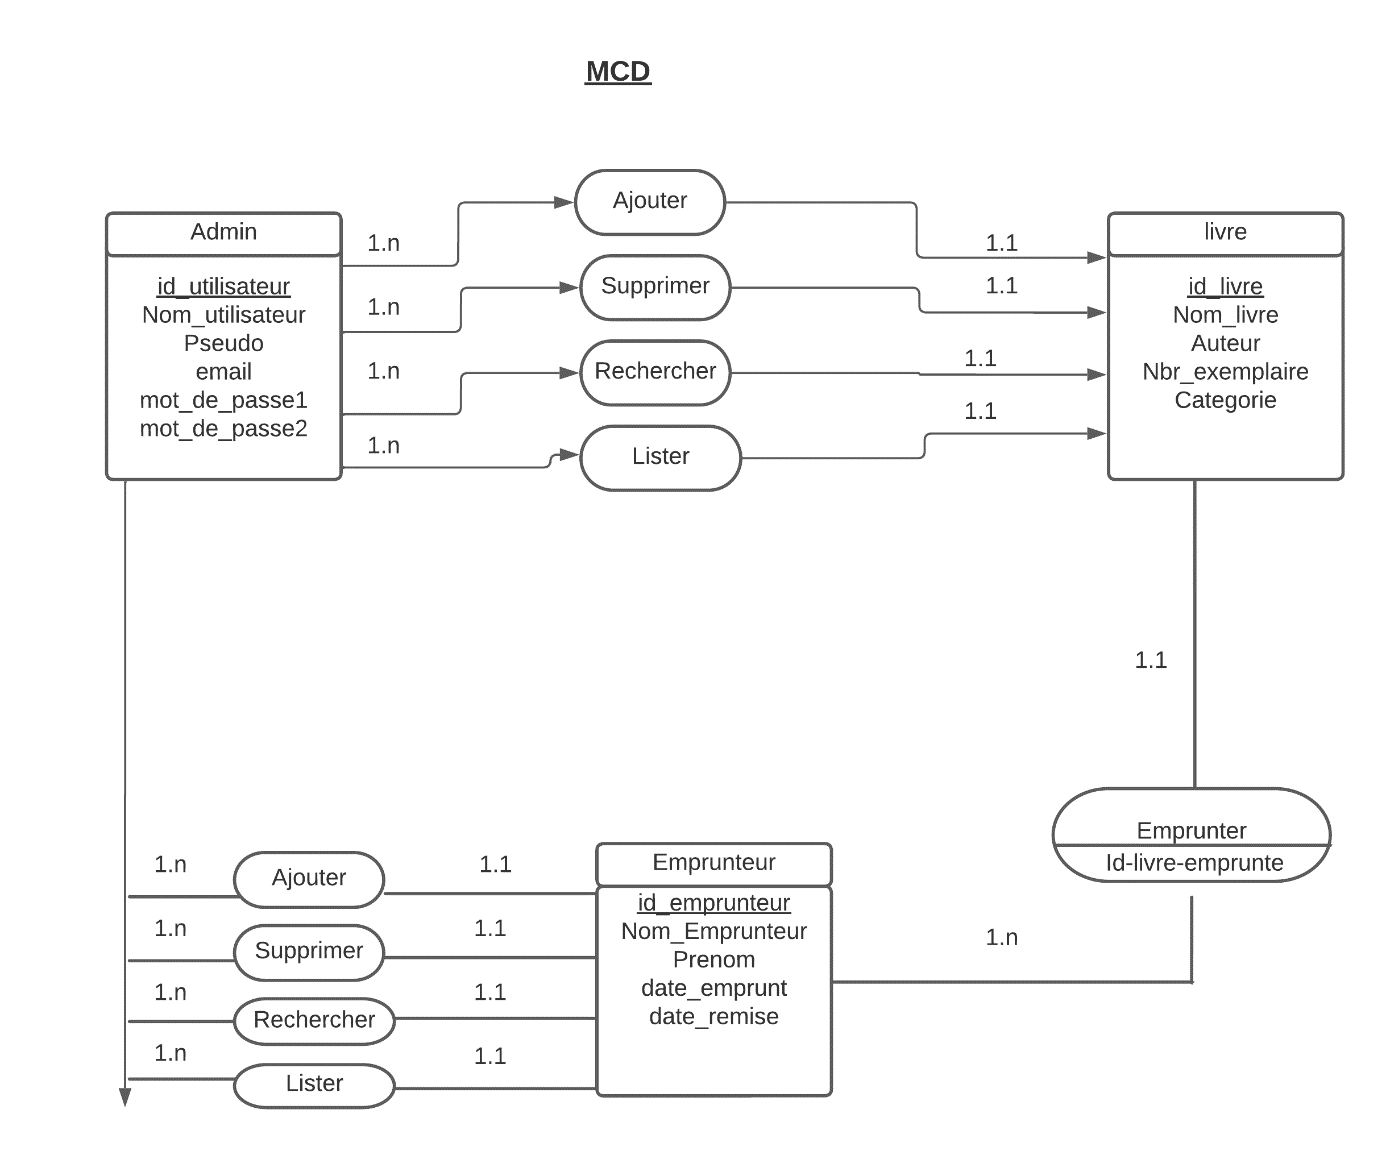 MCD
Admin
id_utilisateur
Nom_utilisateur
Pseudo
email
mot_de_passe1
mot_de_passe2
1.n
1.n
1.n
1.n
Ajouter
Supprimer
Rechercher
Lister
1.1
1.1
1.1
1.1
livre
id_livre
Nom_livre
Auteur
Nbr_exemplaire
Categorie
1.1
Emprunter
Id-livre-emprunte
1.n
1.n
1.n
1.n
1.n
Ajouter
Supprimer
Rechercher
Lister
1.1
1.1
1.1
1.1
Emprunteur
id_emprunteur
Nom_Emprunteur
Prenom
date_emprunt
date_remise